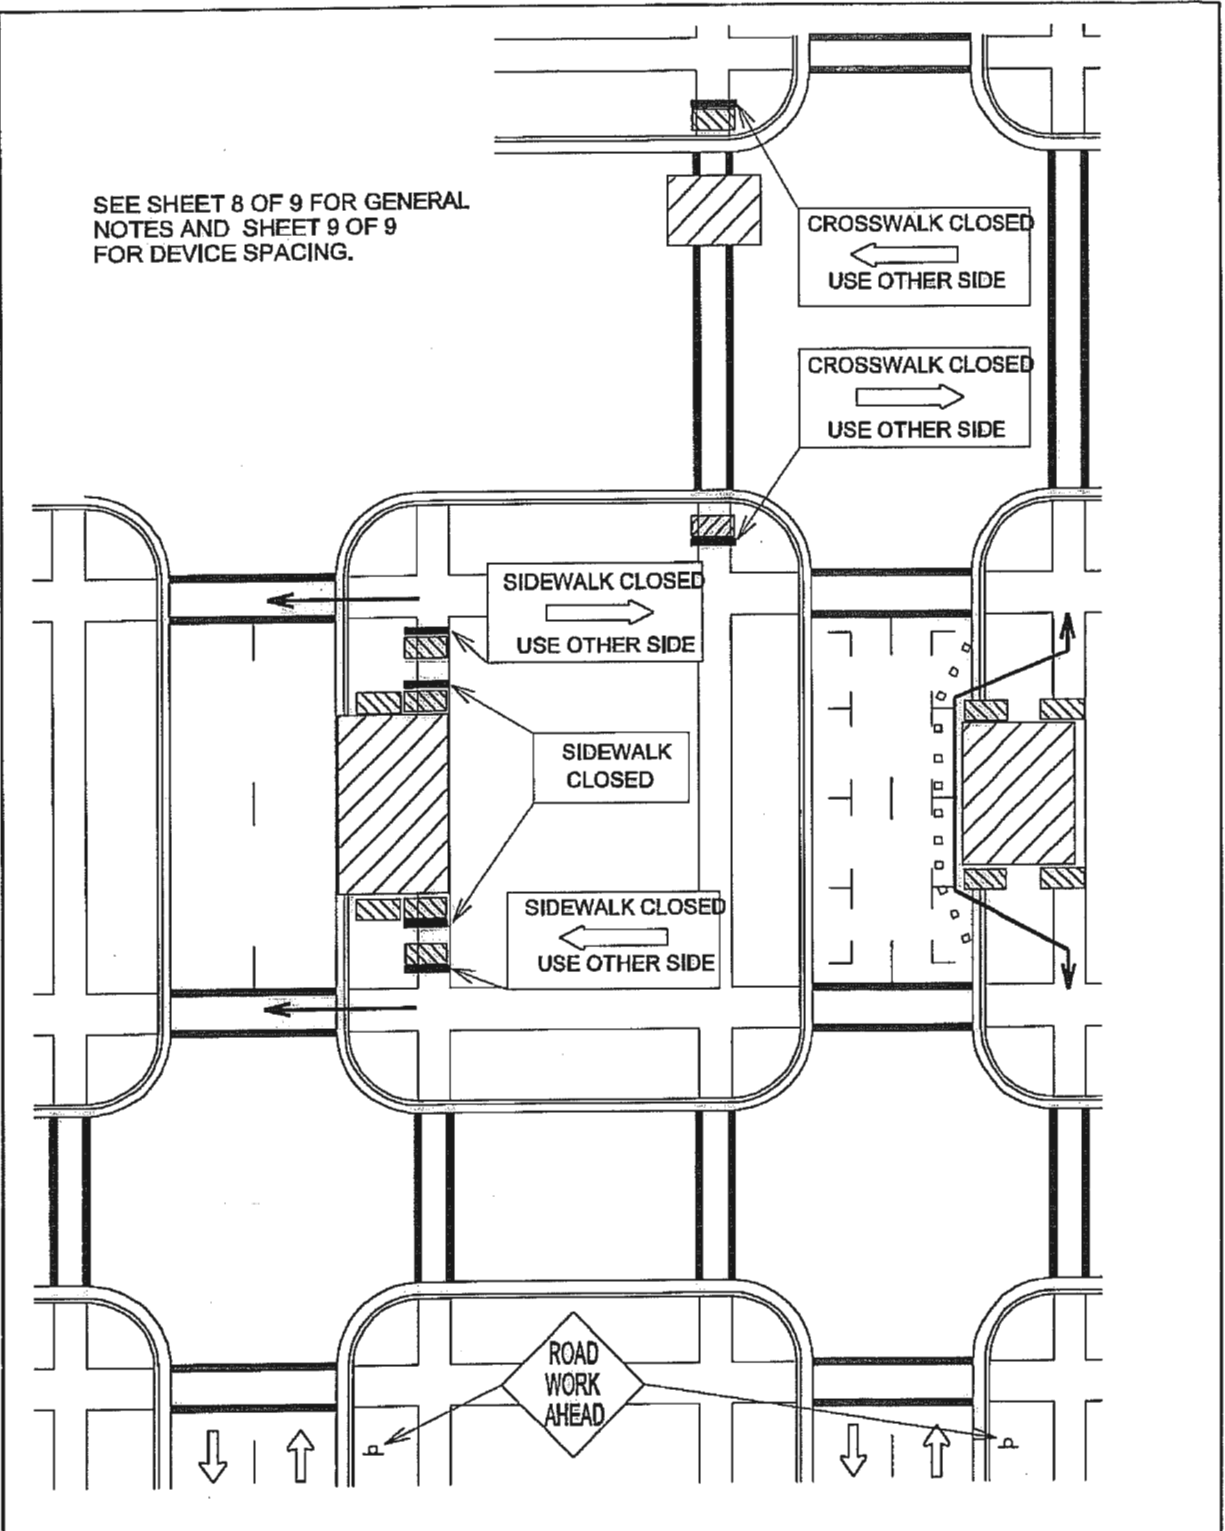 SEE SHEET 8 OF 9 FOR GENERAL
NOTES AND SHEET 9 OF 9
FOR DEVICE SPACING.
CROSSWALK CLOSED
USE OTHER SIDE
CROSSWALK CLOSED
USE OTHER SIDE
SIDEWALK CLOSED
USE OTHER SIDE
SIDEWALK
CLOSED
SIDEWALK CLOSED
USE OTHER SIDE
ROAD
WORK
AHEAD